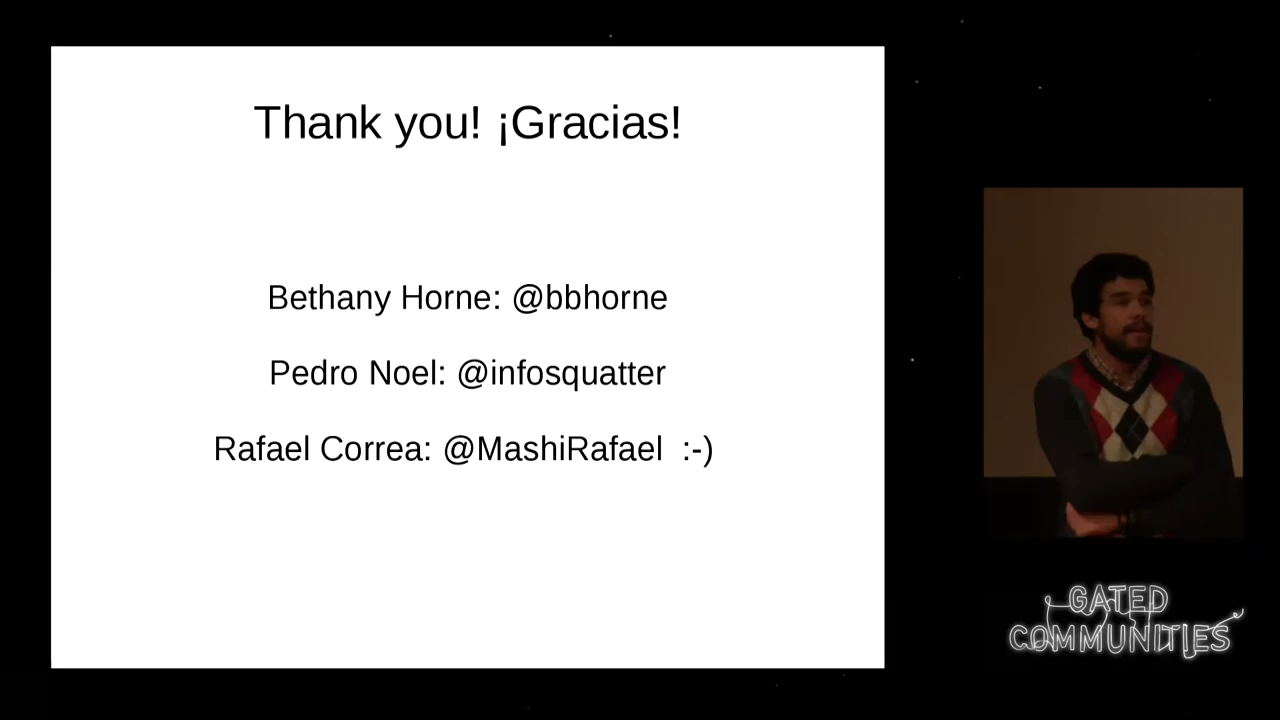 Thank you! ¡Gracias!
Bethany Horne: @bbhorne
Pedro Noel: @infosquatter
Rafael Correa: @MashiRafael :-)
GATED
COMMUNITIES